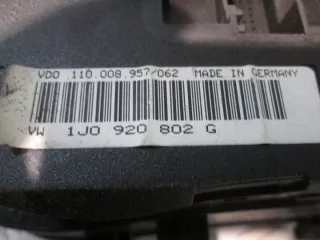 VDO 110.008.957/062 MADE IN GERMANY
VW 1J0 920 802 G